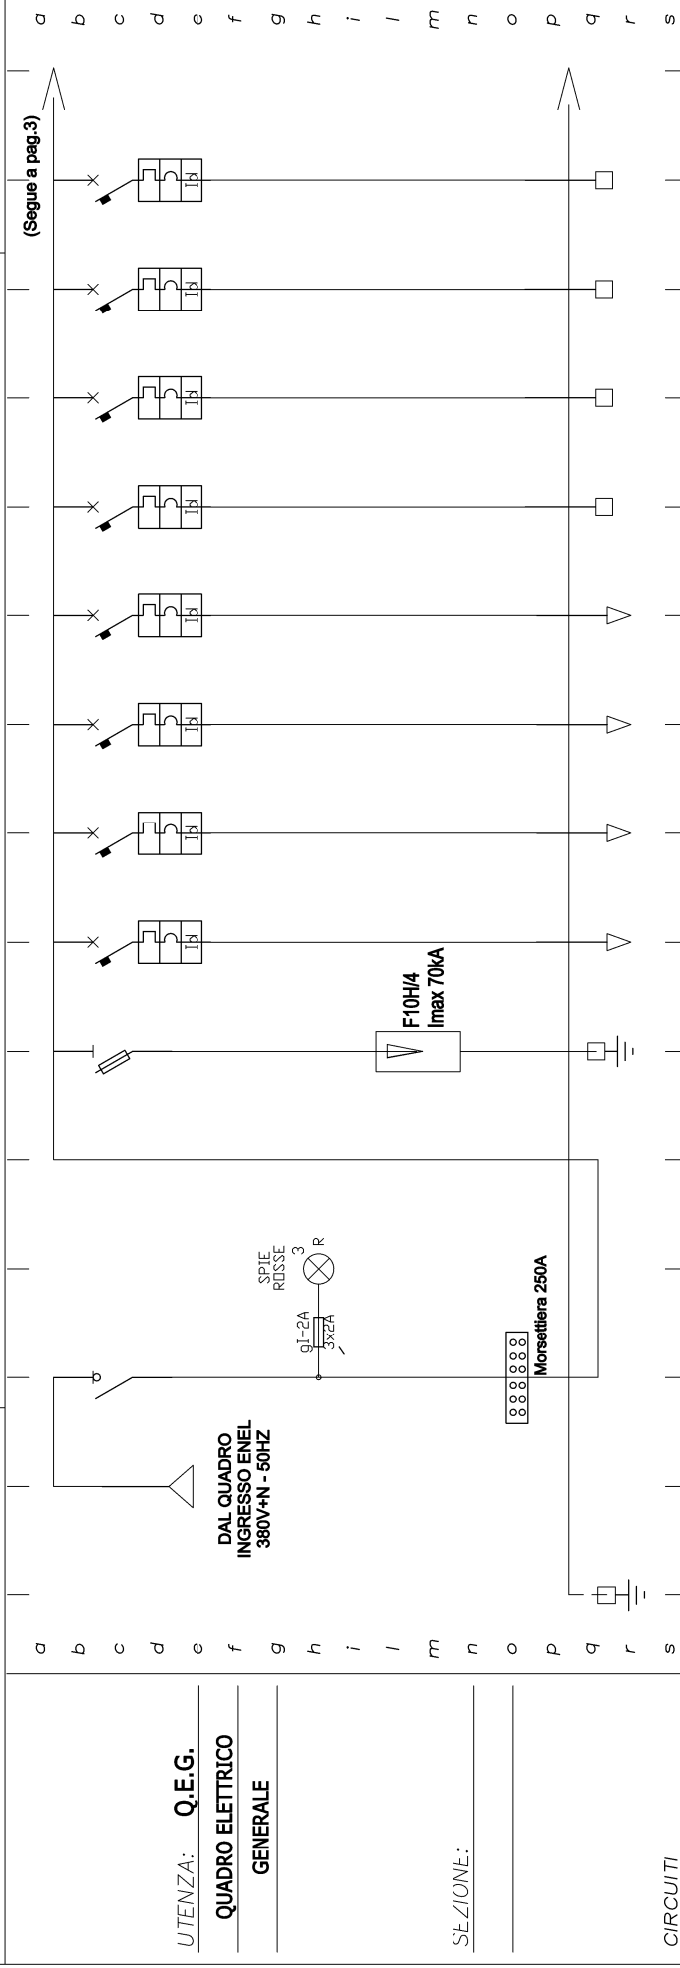 UTENZA: Q.E.G.
QUADRO ELETTRICO
GENERALE
SEZIONE:
CIRCUITI
a b c d e f g h i l m n o p q r s
DAL QUADRO
INGRESSO ENEL
380V+N - 50HZ
gI-2A
3x2A
SPIE
ROSSE
3
R
Morsettiera 250A
F10H/4
Imax 70kA
Id
Id
Id
Id
Id
Id
Id
Id
(Segue a pag.3)
a b c d e f g h i l m n o p q r s